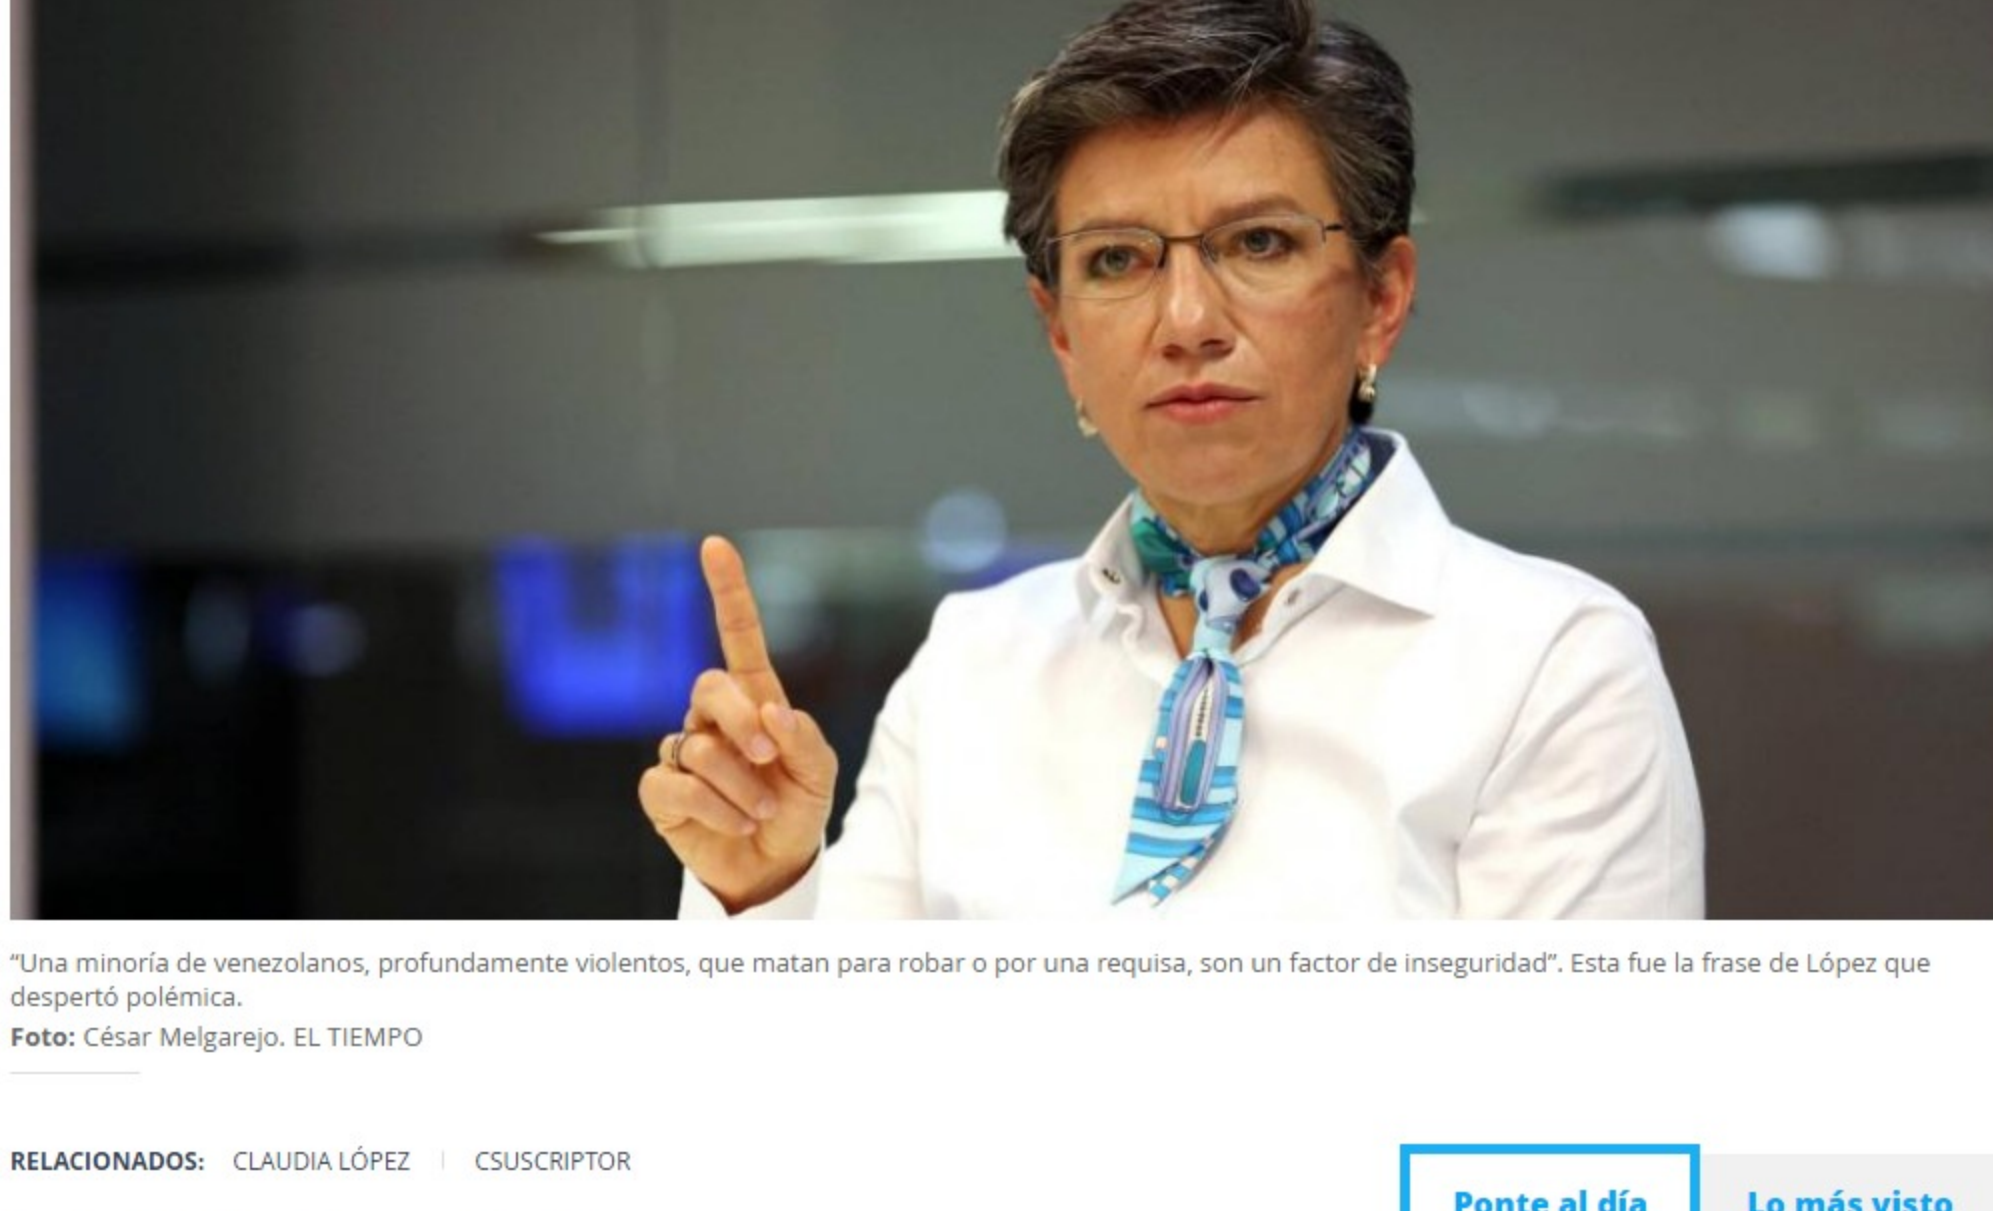 “Una minoría de venezolanos, profundamente violentos, que matan para robar o por una requisa, son un factor de inseguridad”. Esta fue la frase de López que
despertó polémica.
Foto: César Melgarejo. EL TIEMPO
RELACIONADOS: CLAUDIA LÓPEZ | CSUSCRIPTOR
Ponte al día Lo más visto